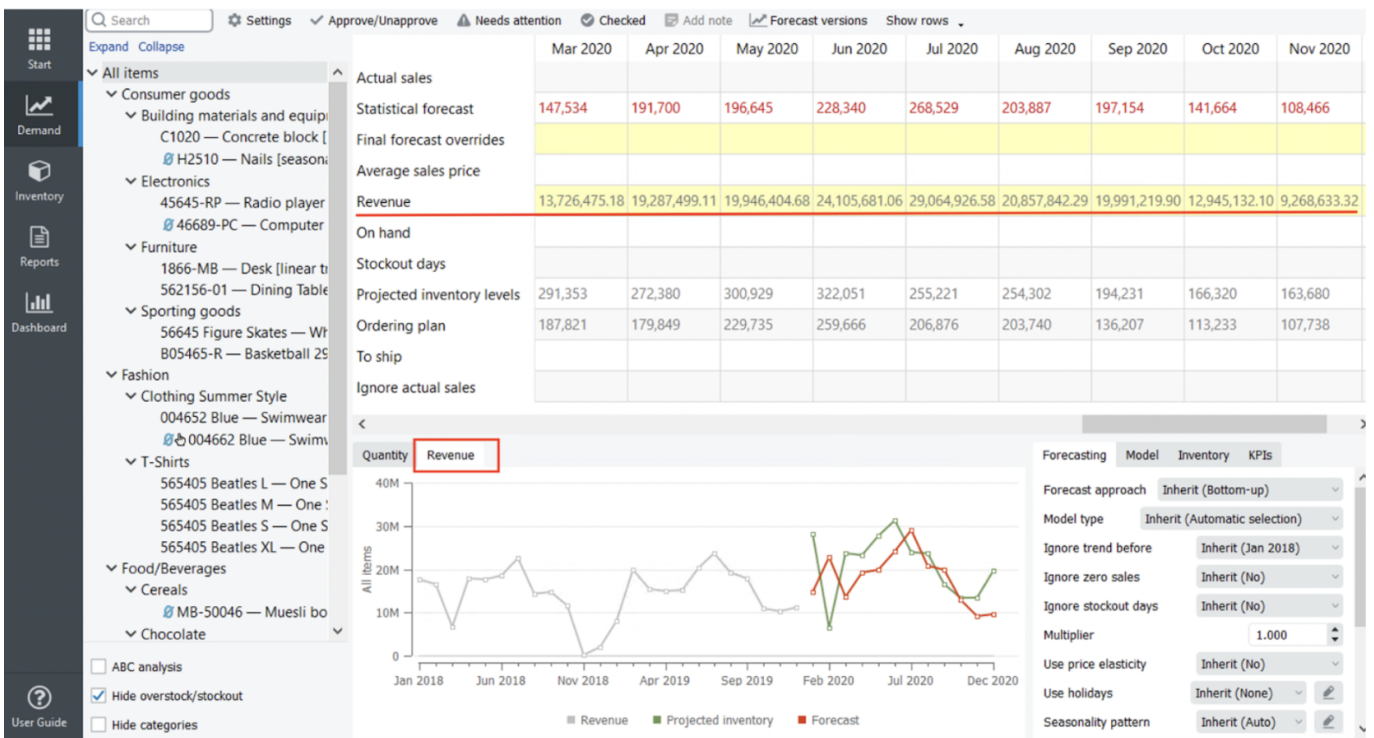 Search Settings Approve/Unapprove Needs attention Checked Add note Forecast versions Show rows
Start
Demand
Inventory
Reports
Dashboard
User Guide
Expand Collapse
All items
Consumer goods
Building materials and equip
C1020 — Concrete block [
H2510 — Nails [season
Electronics
45645-RP — Radio player
46689-PC — Computer
Furniture
1866-MB — Desk [linear tr
562156-01 — Dining Table
Sporting goods
56645 Figure Skates — Wh
B05465-R — Basketball 29
Fashion
Clothing Summer Style
004652 Blue — Swimwear
004662 Blue — Swim
T-Shirts
565405 Beatles L — One S
565405 Beatles M — One
565405 Beatles S — One S
565405 Beatles XL — One
Food/Beverages
Cereals
MB-50046 — Muesli bo
Chocolate
ABC analysis
Hide overstock/stockout
Hide categories
Mar 2020 Apr 2020 May 2020 Jun 2020 Jul 2020 Aug 2020 Sep 2020 Oct 2020 Nov 2020
Actual sales
Statistical forecast 147,534 191,700 196,645 228,340 268,529 203,887 197,154 141,664 108,466
Final forecast overrides
Average sales price
Revenue 13,726,475.18 19,287,499.11 19,946,404.68 24,105,681.06 29,064,926.58 20,857,842.29 19,991,219.90 12,945,132.10 9,268,633.32
On hand
Stockout days
Projected inventory levels 291,353 272,380 300,929 322,051 255,221 254,302 194,231 166,320 163,680
Ordering plan 187,821 179,849 229,735 259,666 206,876 203,740 136,207 113,233 107,738
To ship
Ignore actual sales
Quantity Revenue
All items
40M
30M
20M
10M
0
Jan 2018 Jun 2018 Nov 2018 Apr 2019 Sep 2019 Feb 2020 Jul 2020 Dec 2020
Revenue Projected inventory Forecast
Forecasting Model Inventory KPIs
Forecast approach Inherit (Bottom-up)
Model type Inherit (Automatic selection)
Ignore trend before Inherit (Jan 2018)
Ignore zero sales Inherit (No)
Ignore stockout days Inherit (No)
Multiplier 1.000
Use price elasticity Inherit (No)
Use holidays Inherit (None)
Seasonality pattern Inherit (Auto)